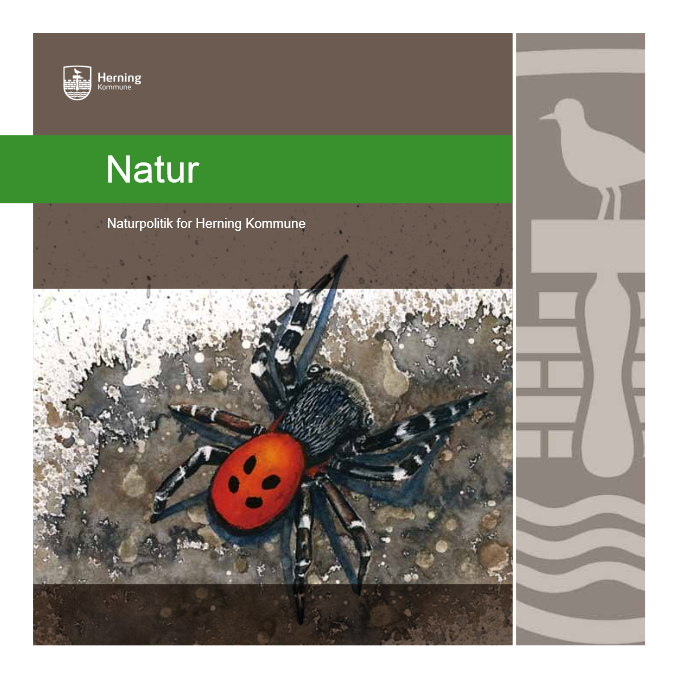 Herning
Kommune
Natur
Naturpolitik for Herning Kommune